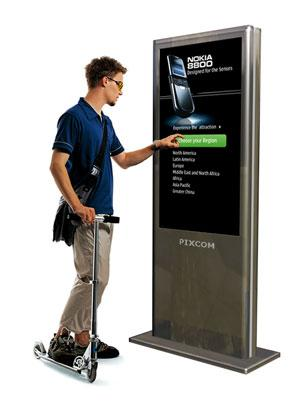 NOKIA
8800
Designed for the Senses
Experience the attraction
Choose your Region
North America
Latin America
Europe
Middle East and North Africa
Africa
Asia Pacific
Greater China
PIXCOM